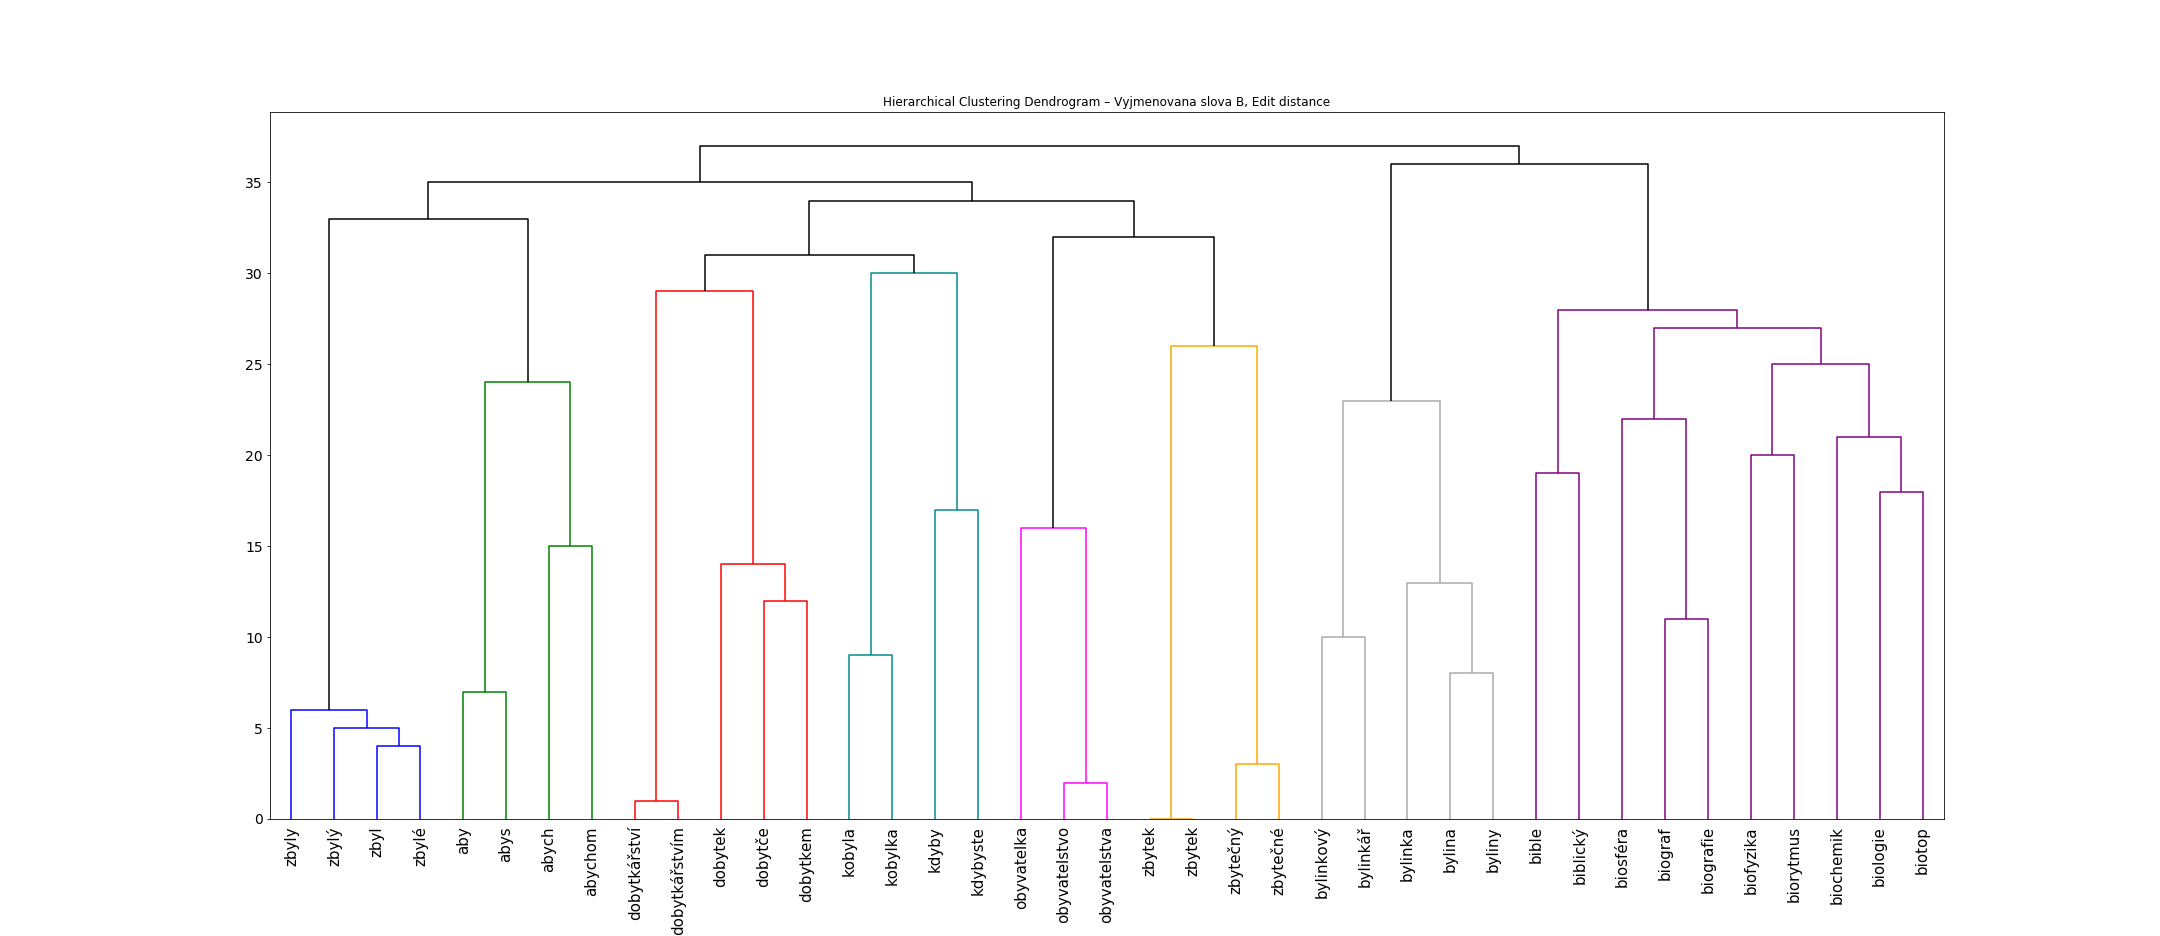 Hierarchical Clustering Dendrogram – Vyjmenovana slova B, Edit distance
35
30
25
20
15
10
5
0
zbyly
zbylý
zbyl
zbylé
aby
abys
abych
abychom
dobytkářství
dobytkářstvím
dobytek
dobytče
dobytkem
kobyla
kobylka
kdyby
kdybyste
obyvatelka
obyvatelstvo
obyvatelstva
zbytek
zbytek
zbytečný
zbytečné
bylinkový
bylinkář
bylinka
bylina
byliny
bible
biblický
biosféra
biograf
biografie
biofyzika
biorytmus
biochemik
biologie
biotop